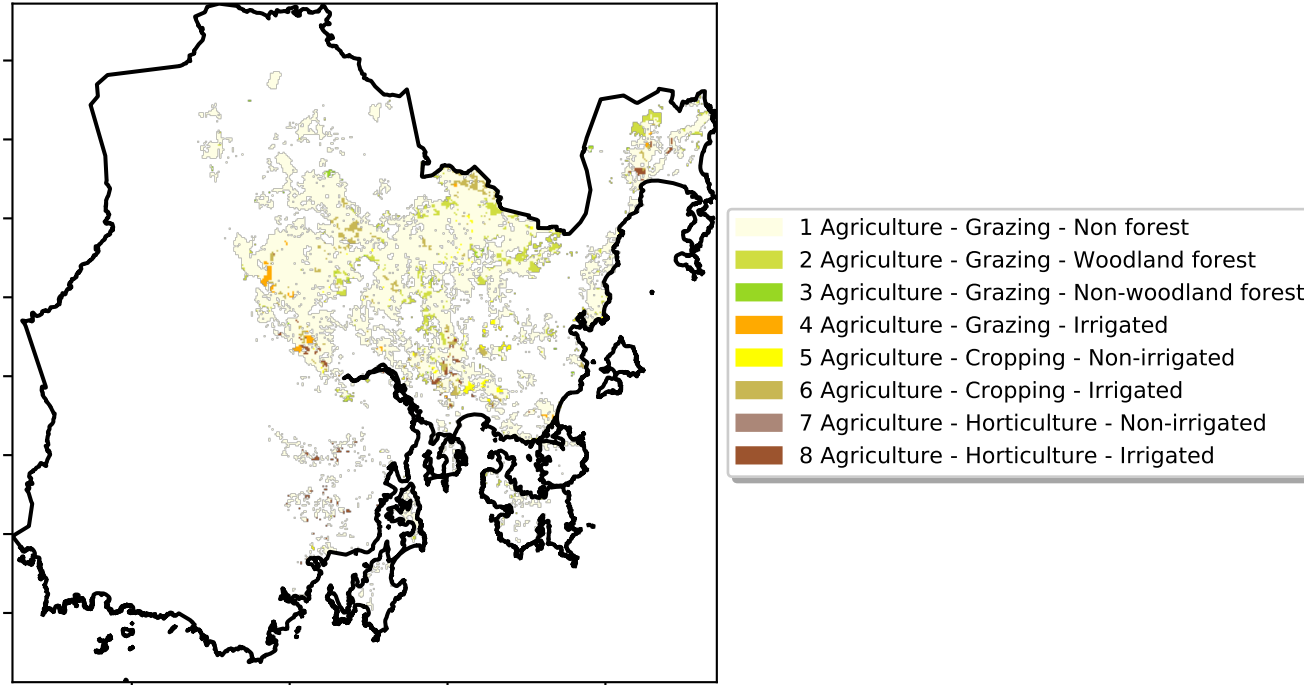 1 Agriculture - Grazing - Non forest
2 Agriculture - Grazing - Woodland forest
3 Agriculture - Grazing - Non-woodland forest
4 Agriculture - Grazing - Irrigated
5 Agriculture - Cropping - Non-irrigated
6 Agriculture - Cropping - Irrigated
7 Agriculture - Horticulture - Non-irrigated
8 Agriculture - Horticulture - Irrigated